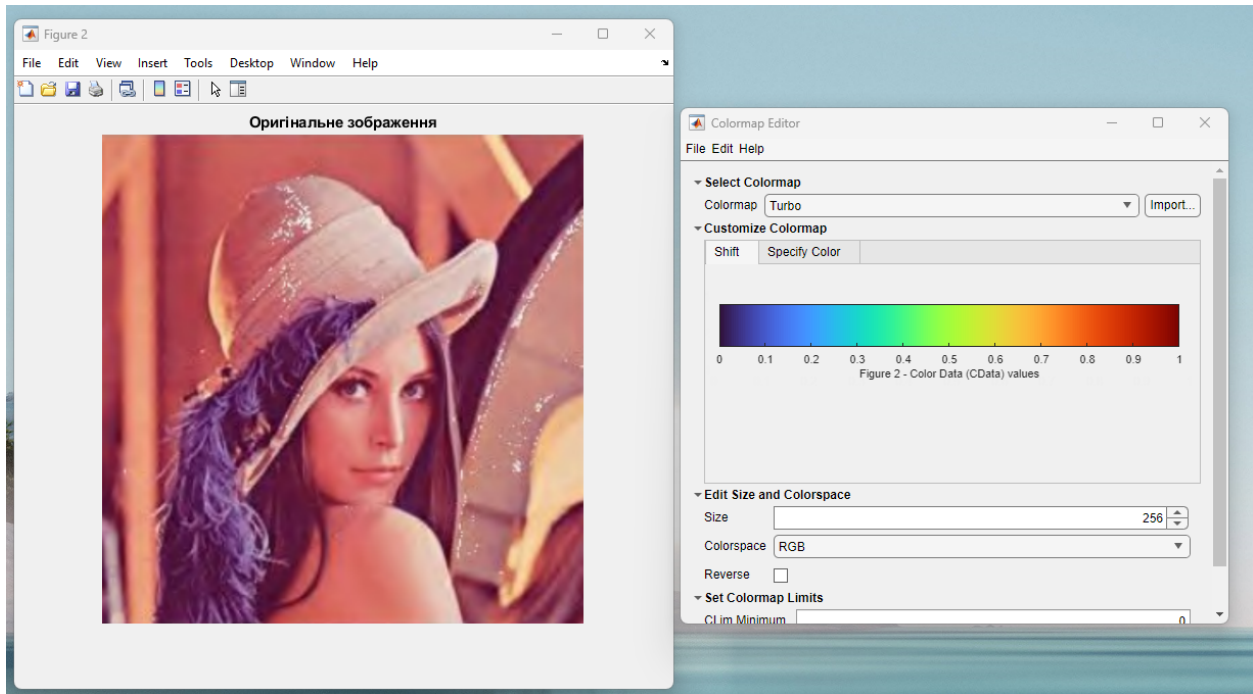 Figure 2
File Edit View Insert Tools Desktop Window Help
Оригінальне зображення
Colormap Editor
File Edit Help
Select Colormap
Colormap Turbo Import...
Customize Colormap
Shift Specify Color
0 0.1 0.2 0.3 0.4 0.5 0.6 0.7 0.8 0.9 1
Figure 2 - Color Data (CData) values
Edit Size and Colorspace
Size 256
Colorspace RGB
Reverse
Set Colormap Limits
CLim Minimum 0